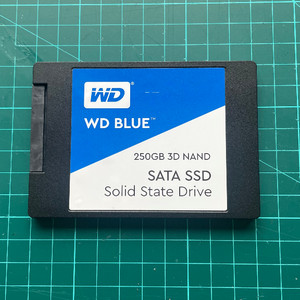 WD
WD BLUE™
250GB 3D NAND
SATA SSD
Solid State Drive